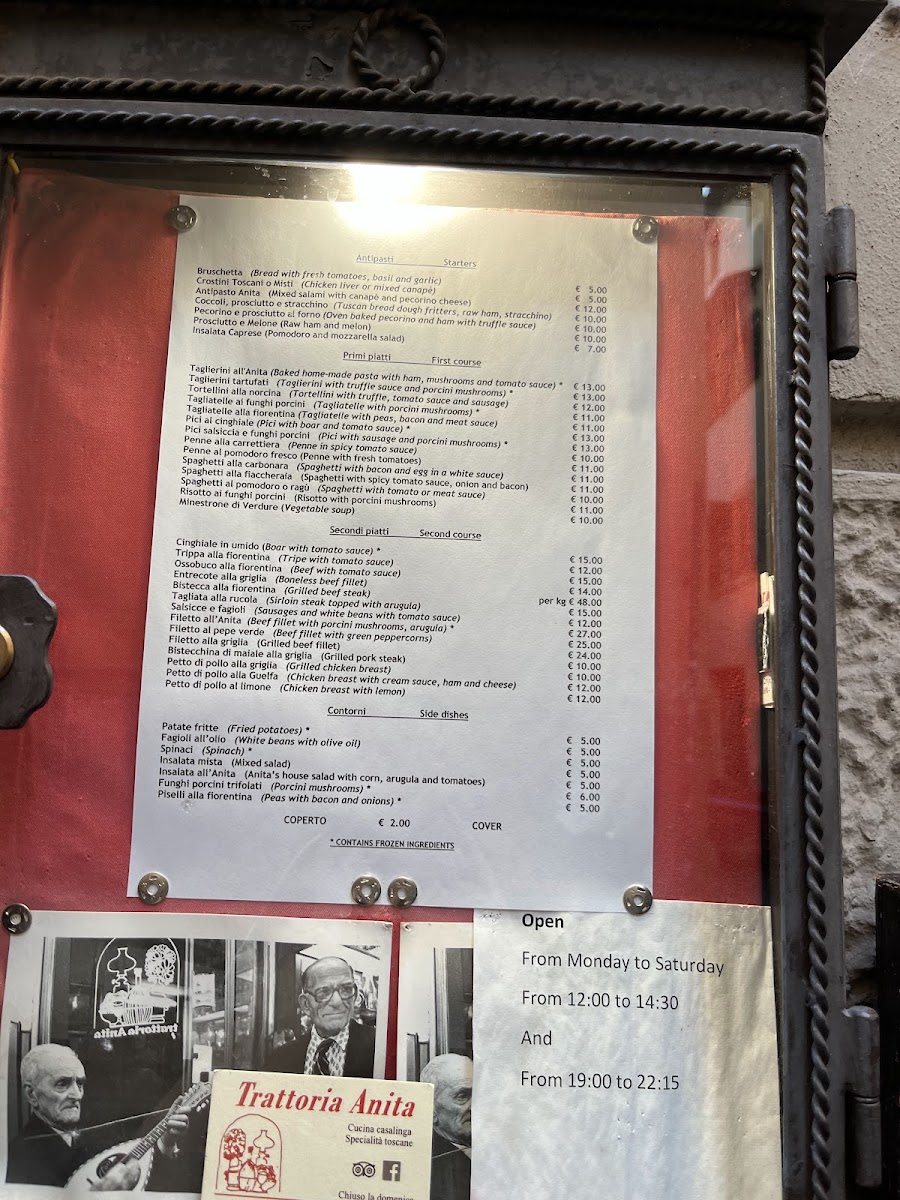 Antipasti Starters
Bruschetta (Bread with fresh tomatoes, basil and garlic) € 5.00
Crostini Toscani o Misti (Chicken liver or mixed canapè) € 5.00
Antipasto Anita (Mixed salami with canapè and pecorino cheese) € 12.00
Coccoli, prosciutto e stracchino (Tuscan bread dough fritters, raw ham, stracchino) € 10.00
Pecorino e prosciutto al forno (Oven baked pecorino and ham with truffle sauce) € 10.00
Prosciutto e Melone (Raw ham and melon) € 10.00
Insalata Caprese (Pomodoro and mozzarella salad) € 7.00
Primi piatti First course
Taglierini all'Anita (Baked home-made pasta with ham, mushrooms and tomato sauce) * € 13.00
Taglierini tartufati (Taglierini with truffle sauce and porcini mushrooms) * € 13.00
Tortellini alla norcina (Tortellini with truffle, tomato sauce and sausage) € 12.00
Tagliatelle ai funghi porcini (Tagliatelle with porcini mushrooms) * € 11.00
Tagliatelle alla fiorentina (Tagliatelle with peas, bacon and meat sauce) € 11.00
Pici al cinghiale (Pici with boar and tomato sauce) * € 13.00
Pici salsiccia e funghi porcini (Pici with sausage and porcini mushrooms) * € 13.00
Penne alla carrettiera (Penne in spicy tomato sauce) € 10.00
Penne al pomodoro fresco (Penne with fresh tomatoes) € 11.00
Spaghetti alla carbonara (Spaghetti with bacon and egg in a white sauce) € 11.00
Spaghetti alla fiaccheraia (Spaghetti with spicy tomato sauce, onion and bacon) € 11.00
Spaghetti al pomodoro o ragù (Spaghetti with tomato or meat sauce) € 10.00
Risotto ai funghi porcini (Risotto with porcini mushrooms) € 11.00
Minestrone di Verdure (Vegetable soup) € 10.00
Secondi piatti Second course
Cinghiale in umido (Boar with tomato sauce) * € 15.00
Trippa alla fiorentina (Tripe with tomato sauce) € 12.00
Ossobuco alla fiorentina (Beef with tomato sauce) € 15.00
Entrecote alla griglia (Boneless beef fillet) € 14.00
Bistecca alla fiorentina (Grilled beef steak) per kg € 48.00
Tagliata alla rucola (Sirloin steak topped with arugula) € 15.00
Salsicce e fagioli (Sausages and white beans with tomato sauce) € 12.00
Filetto all'Anita (Beef fillet with porcini mushrooms, arugula) * € 27.00
Filetto al pepe verde (Beef fillet with green peppercorns) € 25.00
Filetto alla griglia (Grilled beef fillet) € 24.00
Bistecchina di maiale alla griglia (Grilled pork steak) € 10.00
Petto di pollo alla griglia (Grilled chicken breast) € 10.00
Petto di pollo alla Guelfa (Chicken breast with cream sauce, ham and cheese) € 12.00
Petto di pollo al limone (Chicken breast with lemon) € 12.00
Contorni Side dishes
Patate fritte (Fried potatoes) * € 5.00
Fagioli all'olio (White beans with olive oil) € 5.00
Spinaci (Spinach) * € 5.00
Insalata mista (Mixed salad) € 5.00
Insalata all'Anita (Anita's house salad with corn, arugula and tomatoes) € 5.00
Funghi porcini trifolati (Porcini mushrooms) * € 6.00
Piselli alla fiorentina (Peas with bacon and onions) * € 5.00
COPERTO € 2.00 COVER
* CONTAINS FROZEN INGREDIENTS
Open
From Monday to Saturday
From 12:00 to 14:30
And
From 19:00 to 22:15
trattoria Anita
Trattoria Anita
Cucina casalinga
Specialità toscane
Chiuso la domenica